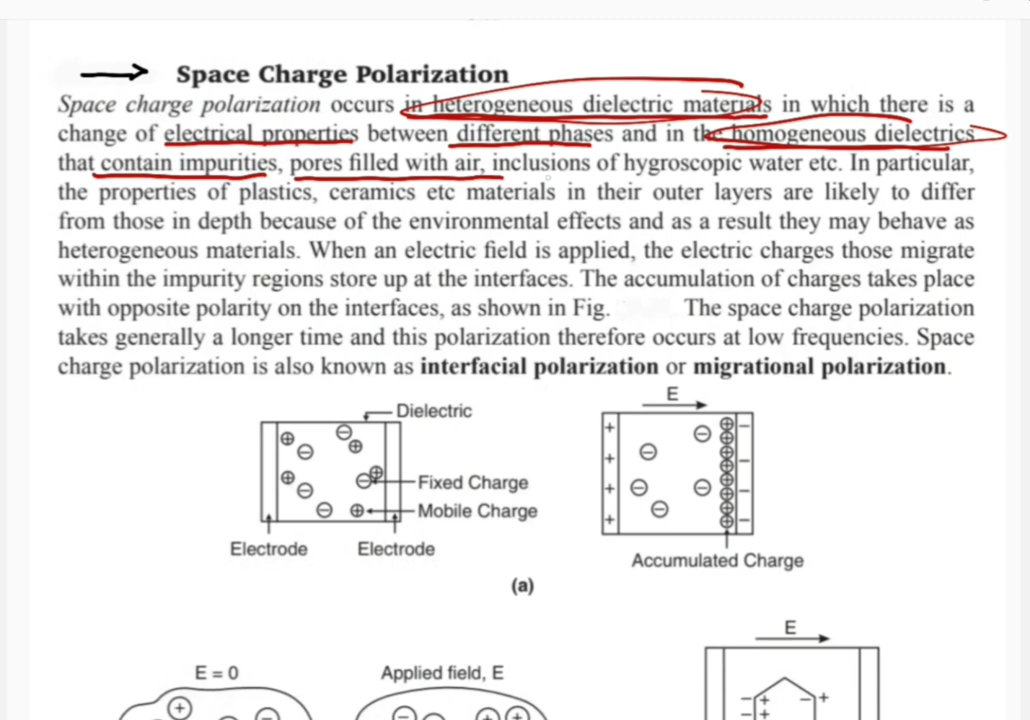 Space Charge Polarization
Space charge polarization occurs in heterogeneous dielectric materials in which there is a
change of electrical properties between different phases and in the homogeneous dielectrics
that contain impurities, pores filled with air, inclusions of hygroscopic water etc. In particular,
the properties of plastics, ceramics etc materials in their outer layers are likely to differ
from those in depth because of the environmental effects and as a result they may behave as
heterogeneous materials. When an electric field is applied, the electric charges those migrate
within the impurity regions store up at the interfaces. The accumulation of charges takes place
with opposite polarity on the interfaces, as shown in Fig. The space charge polarization
takes generally a longer time and this polarization therefore occurs at low frequencies. Space
charge polarization is also known as interfacial polarization or migrational polarization.
E
Dielectric
Fixed Charge
Mobile Charge
Electrode Electrode
Accumulated Charge
(a)
E
E = 0 Applied field, E